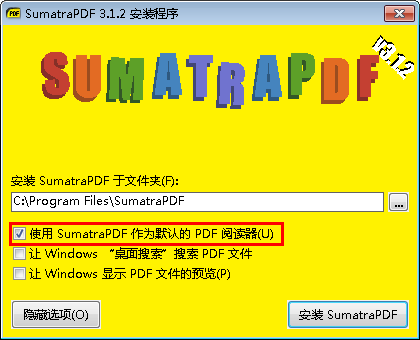 PDF SumatraPDF 3.1.2 安装程序
SUMATRAPDF
v3.1.2
安装 SumatraPDF 于文件夹(F):
C:\Program Files\SumatraPDF
...
使用 SumatraPDF 作为默认的 PDF 阅读器(U)
让 Windows “桌面搜索” 搜索 PDF 文件
让 Windows 显示 PDF 文件的预览(P)
隐藏选项(O)
安装 SumatraPDF